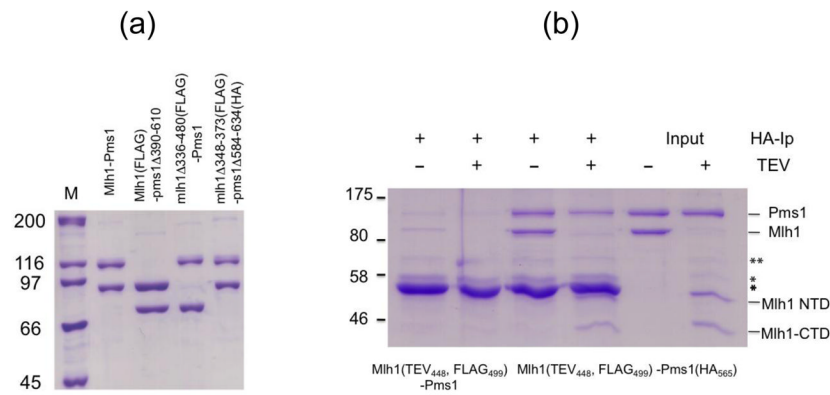 (a)
(b)
M
Mlh1-Pms1
Mlh1(FLAG)
-pms1Δ390-610
mlh1Δ336-480(FLAG)
-Pms1
mlh1Δ348-373(FLAG)
-pms1Δ584-634(HA)
200
116
97
66
45
+ + + + Input HA-Ip
– + – + – + TEV
175
80
58
46
Pms1
Mlh1
**
*
*
Mlh1 NTD
Mlh1-CTD
Mlh1(TEV448, FLAG499)
-Pms1
Mlh1(TEV448, FLAG499) -Pms1(HA565)